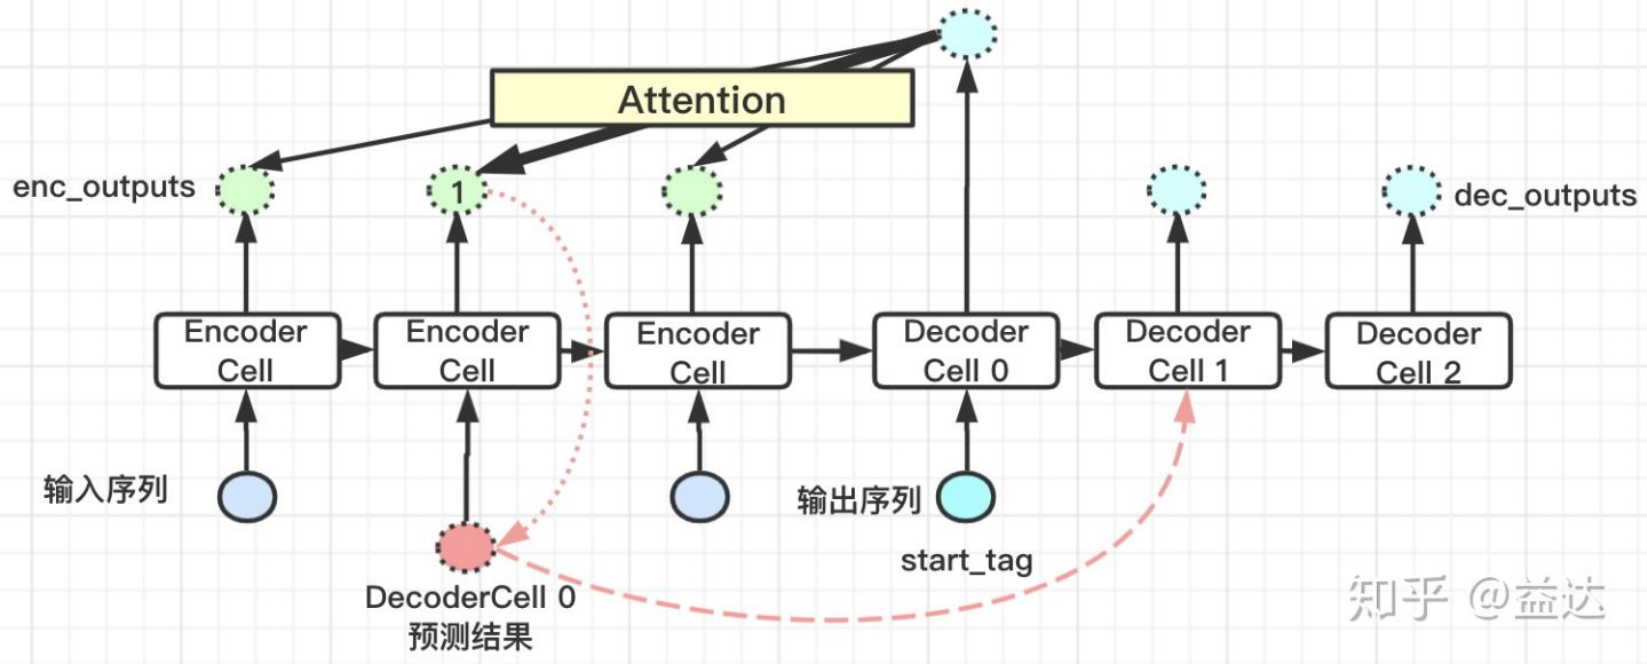 Attention
enc_outputs
1
dec_outputs
Encoder
Cell
Encoder
Cell
Encoder
Cell
Decoder
Cell 0
Decoder
Cell 1
Decoder
Cell 2
输入序列
输出序列
start_tag
DecoderCell 0
预测结果
知乎 @益达